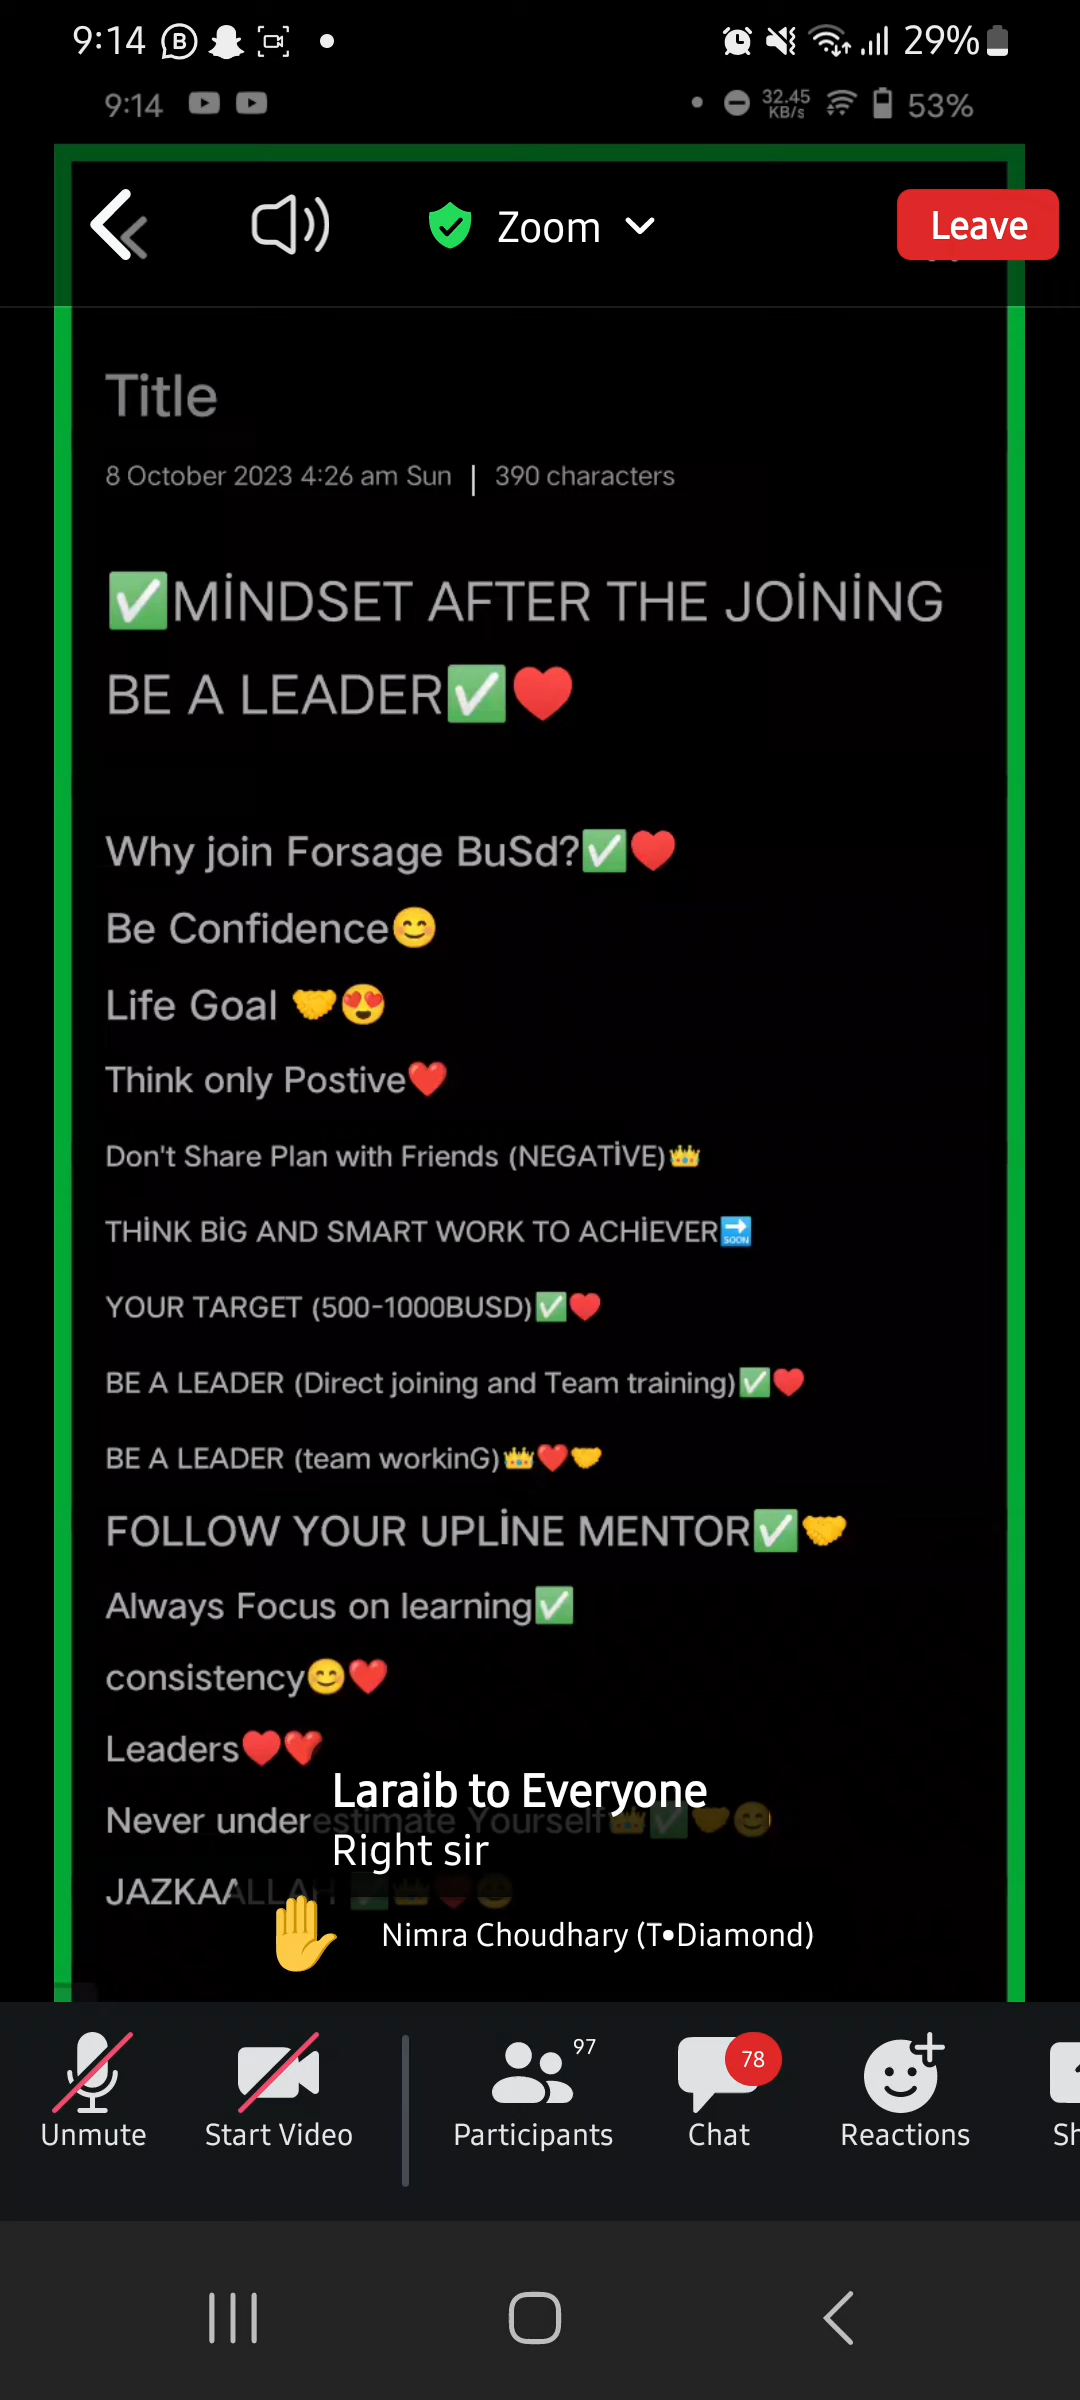 9:14
29%
9:14
32.45
KB/s
53%
Zoom
Leave
Title
8 October 2023 4:26 am Sun | 390 characters
✅MİNDSET AFTER THE JOİNİNG
BE A LEADER✅♥️
Why join Forsage BuSd?✅♥️
Be Confidence😊
Life Goal 🤝😍
Think only Postive❤️
Don't Share Plan with Friends (NEGATİVE)👑
THİNK BİG AND SMART WORK TO ACHİEVER🔜
YOUR TARGET (500-1000BUSD)✅♥️
BE A LEADER (Direct joining and Team training)✅♥️
BE A LEADER (team workinG)👑❤️🤝
FOLLOW YOUR UPLİNE MENTOR✅🤝
Always Focus on learning✅
consistency😊❤️
Leaders♥️❤️
Laraib to Everyone
Never underestimate Yourself👑✅🤝😊
Right sir
JAZKAALLAH ✅👑❤️😄
Nimra Choudhary (T•Diamond)
97
78
Unmute
Start Video
Participants
Chat
Reactions
Sh